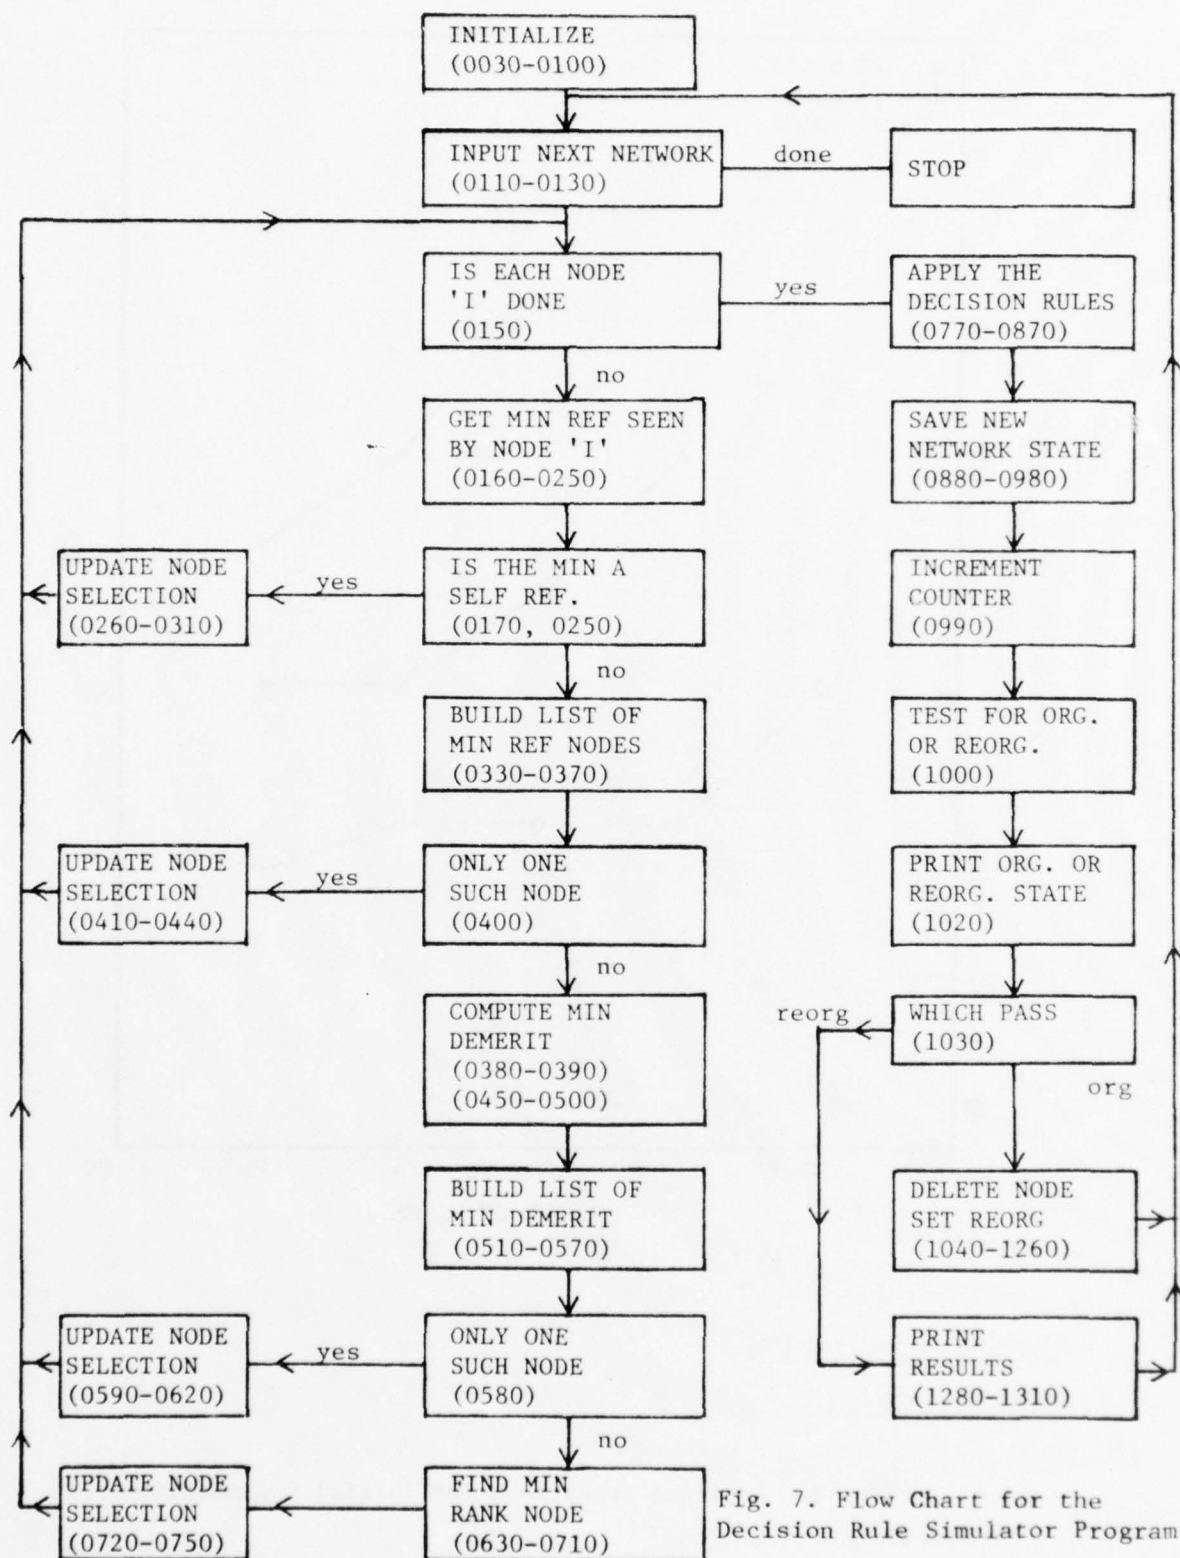 INITIALIZE
(0030-0100)
INPUT NEXT NETWORK
(0110-0130)
done
STOP
IS EACH NODE
'I' DONE
(0150)
yes
APPLY THE
DECISION RULES
(0770-0870)
no
GET MIN REF SEEN
BY NODE 'I'
(0160-0250)
SAVE NEW
NETWORK STATE
(0880-0980)
UPDATE NODE
SELECTION
(0260-0310)
yes
IS THE MIN A
SELF REF.
(0170, 0250)
INCREMENT
COUNTER
(0990)
no
BUILD LIST OF
MIN REF NODES
(0330-0370)
TEST FOR ORG.
OR REORG.
(1000)
UPDATE NODE
SELECTION
(0410-0440)
yes
ONLY ONE
SUCH NODE
(0400)
PRINT ORG. OR
REORG. STATE
(1020)
no
COMPUTE MIN
DEMERIT
(0380-0390)
(0450-0500)
reorg
WHICH PASS
(1030)
org
BUILD LIST OF
MIN DEMERIT
(0510-0570)
DELETE NODE
SET REORG
(1040-1260)
UPDATE NODE
SELECTION
(0590-0620)
yes
ONLY ONE
SUCH NODE
(0580)
PRINT
RESULTS
(1280-1310)
no
UPDATE NODE
SELECTION
(0720-0750)
FIND MIN
RANK NODE
(0630-0710)
Fig. 7. Flow Chart for the
Decision Rule Simulator Program